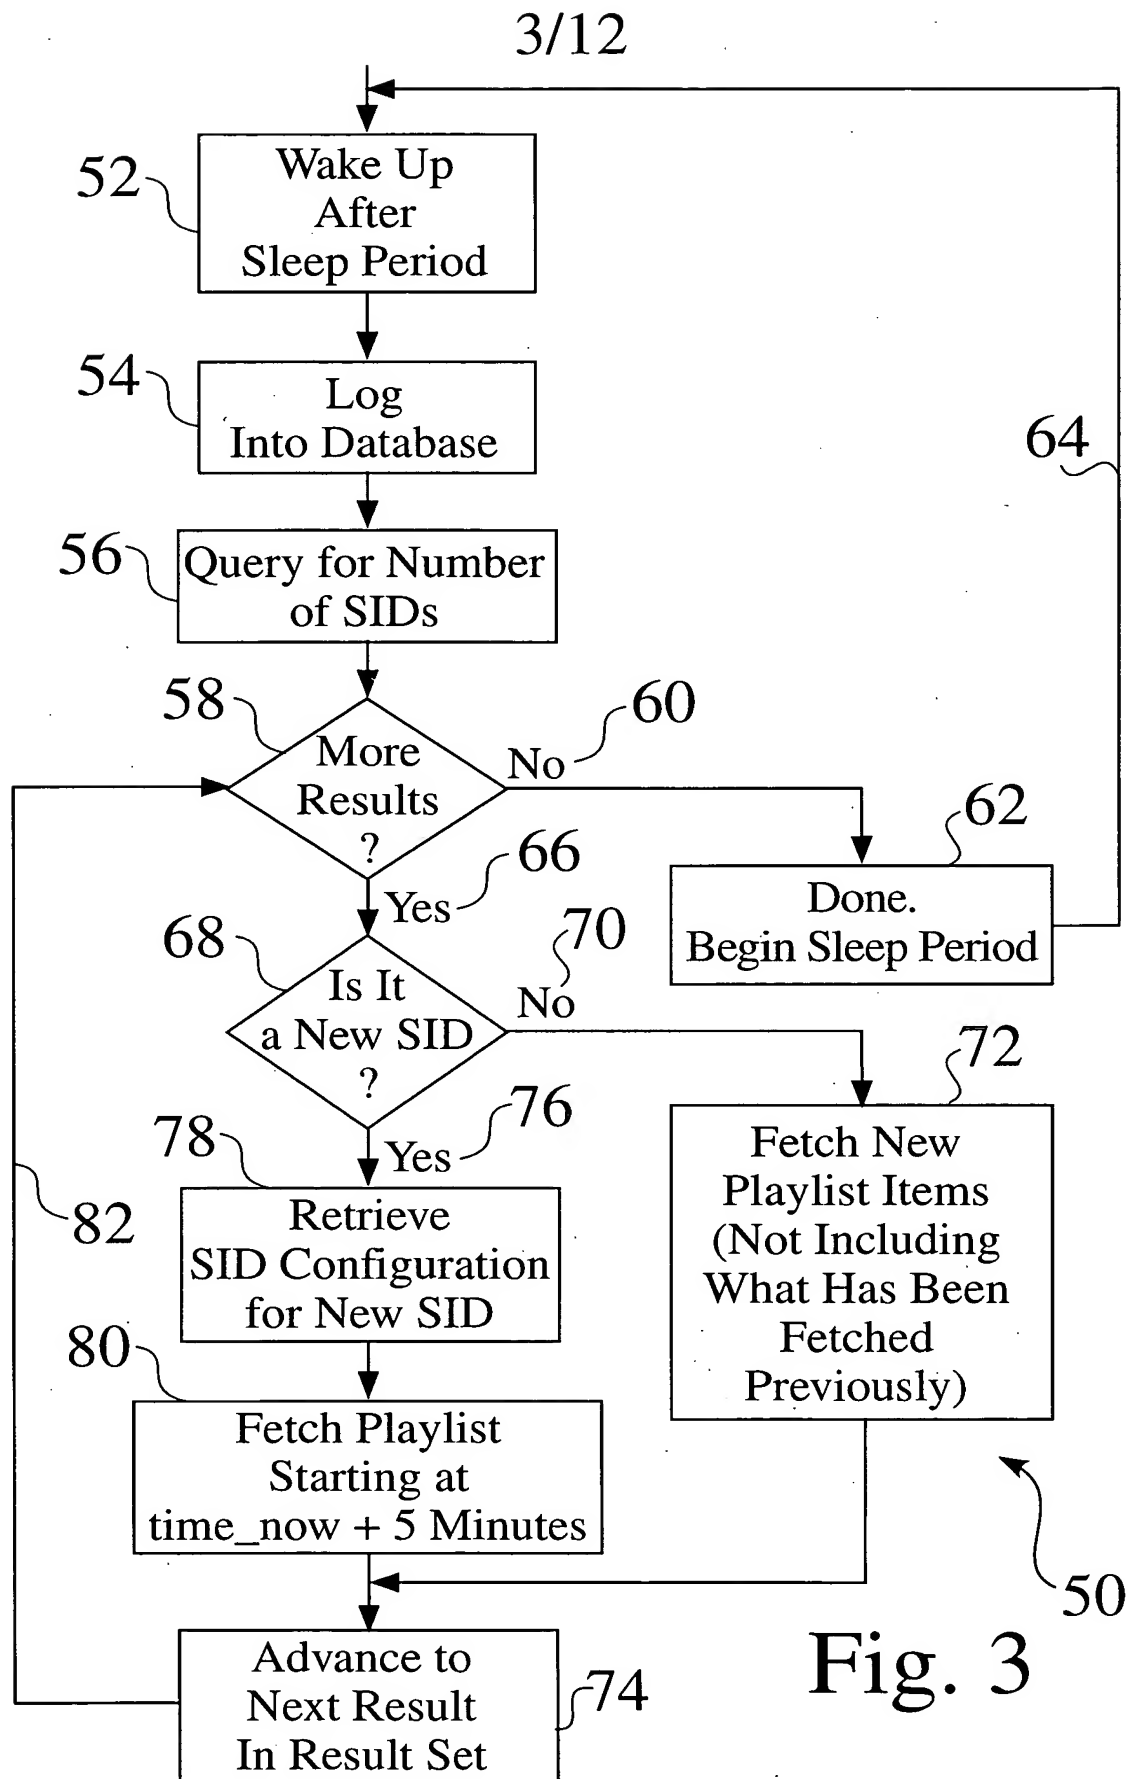 3/12
52
Wake Up
After
Sleep Period
54
Log
Into Database
64
56
Query for Number
of SIDs
58
More
Results
?
No
60
62
Done.
Begin Sleep Period
Yes
66
68
Is It
a New SID
?
No
70
72
Fetch New
Playlist Items
(Not Including
What Has Been
Fetched
Previously)
Yes
76
78
Retrieve
SID Configuration
for New SID
82
80
Fetch Playlist
Starting at
time_now + 5 Minutes
50
Advance to
Next Result
In Result Set
74
Fig. 3